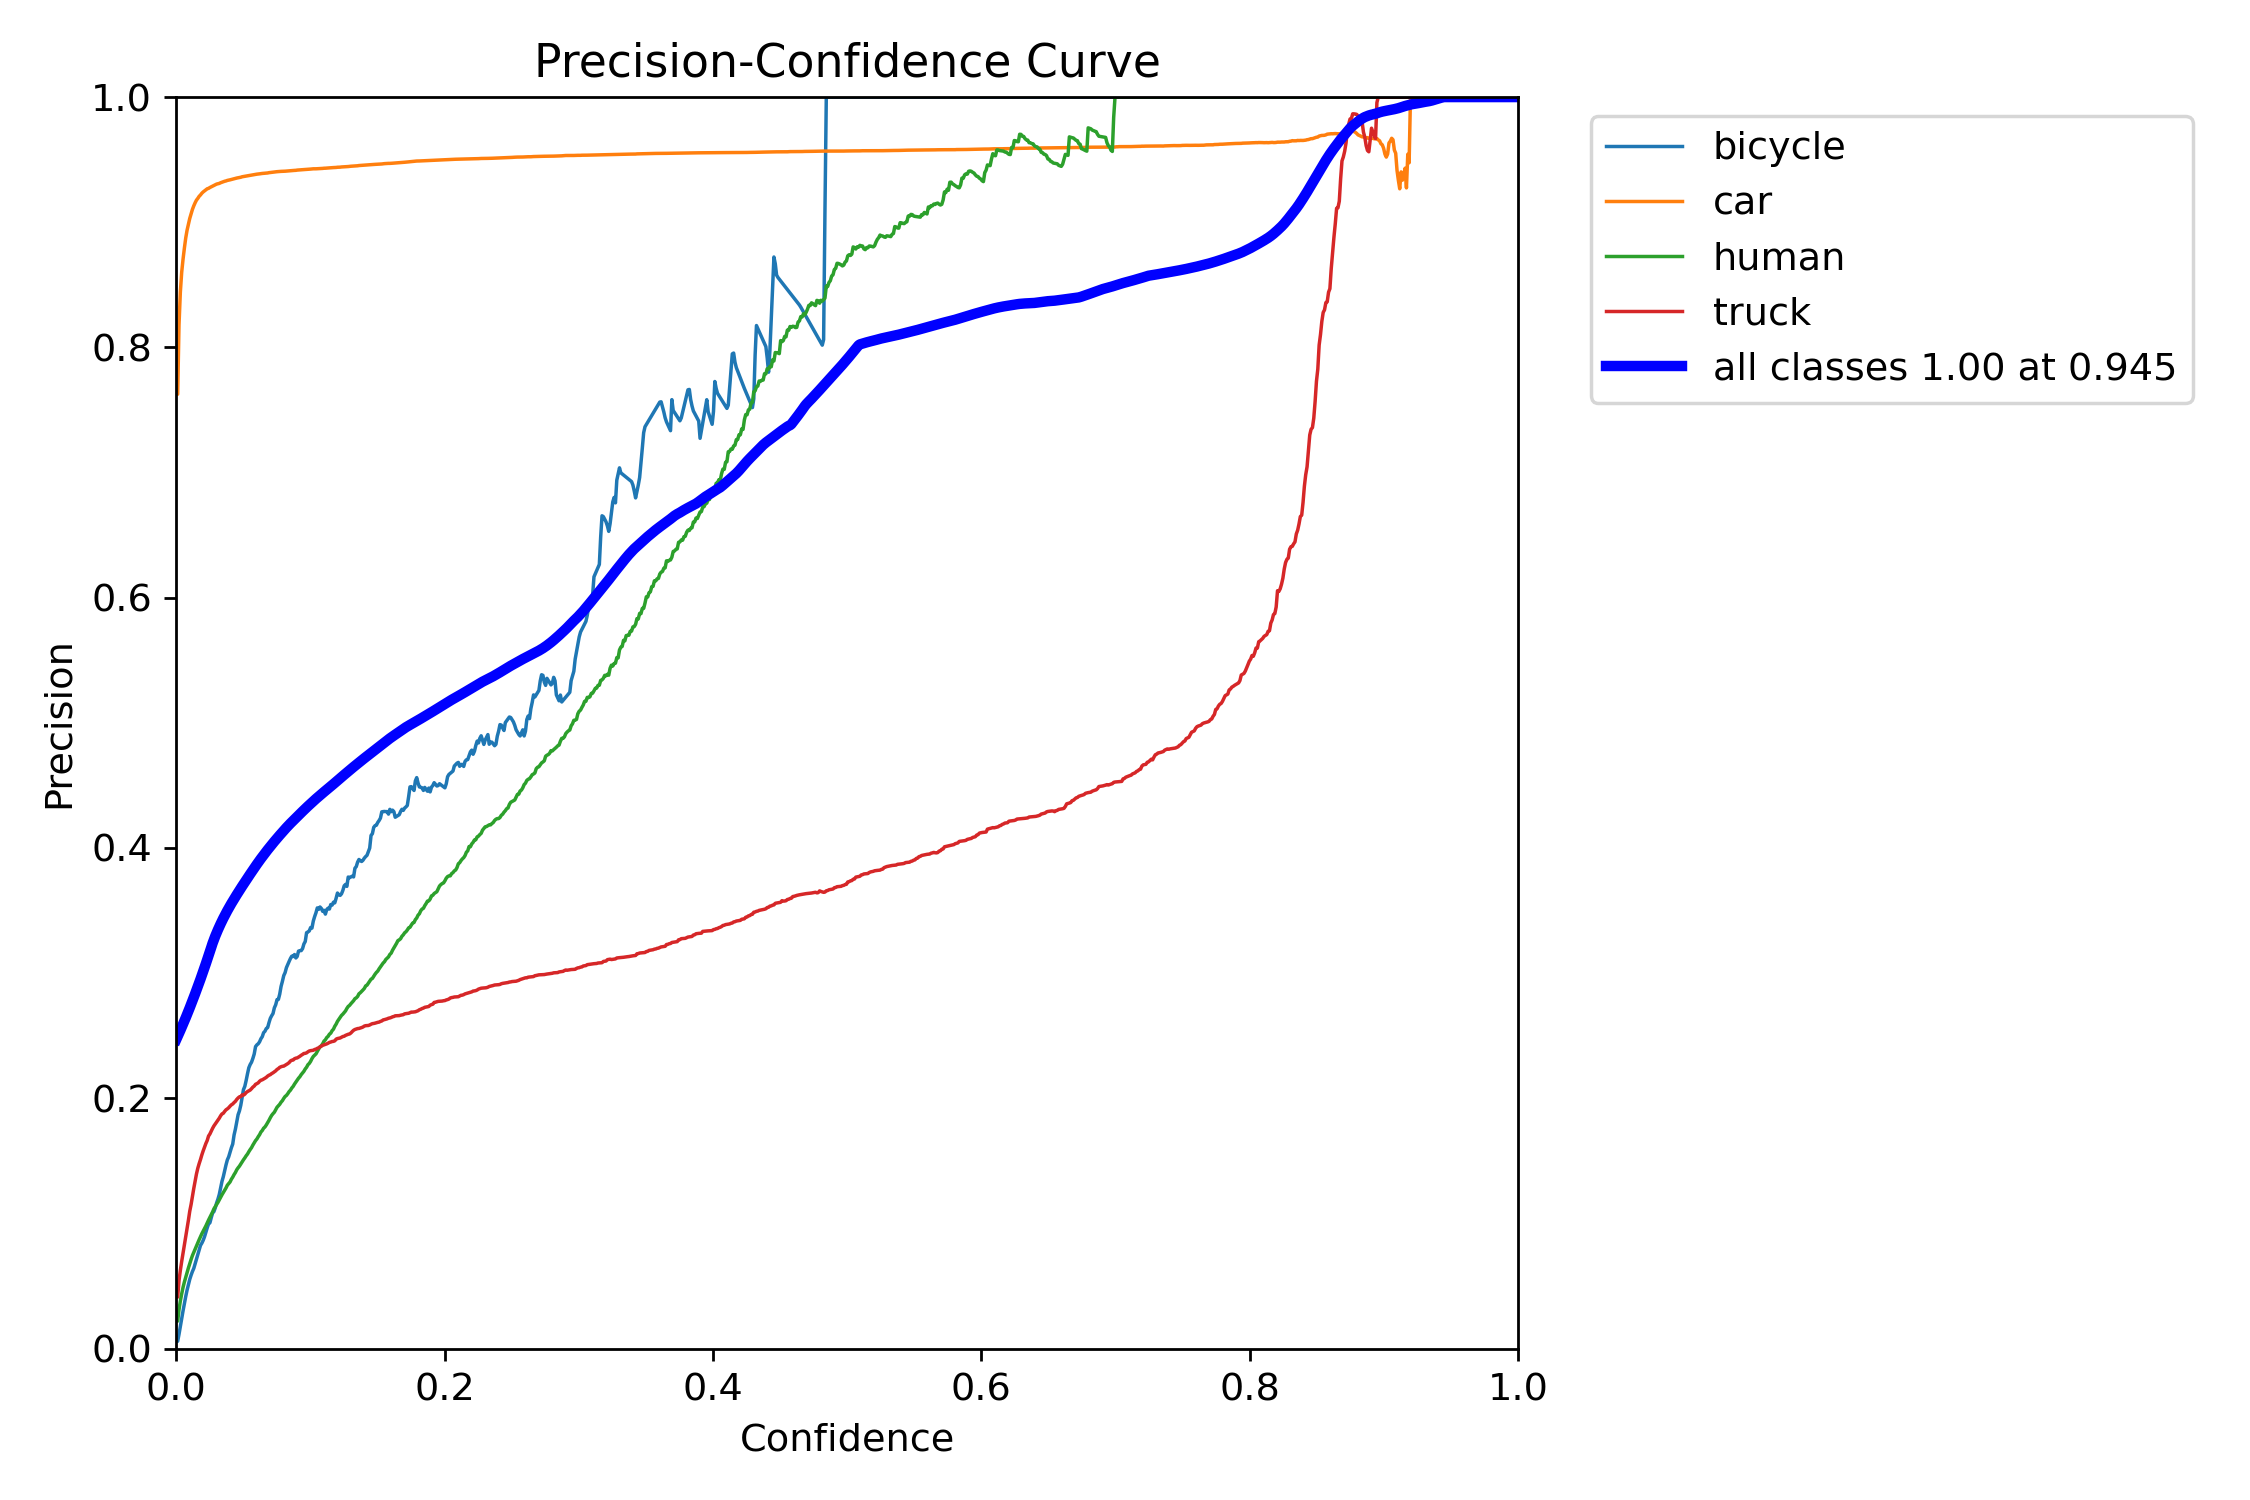 Precision-Confidence Curve
1.0
0.8
0.6
0.4
0.2
0.0
Precision
0.0 0.2 0.4 0.6 0.8 1.0
Confidence
bicycle
car
human
truck
all classes 1.00 at 0.945